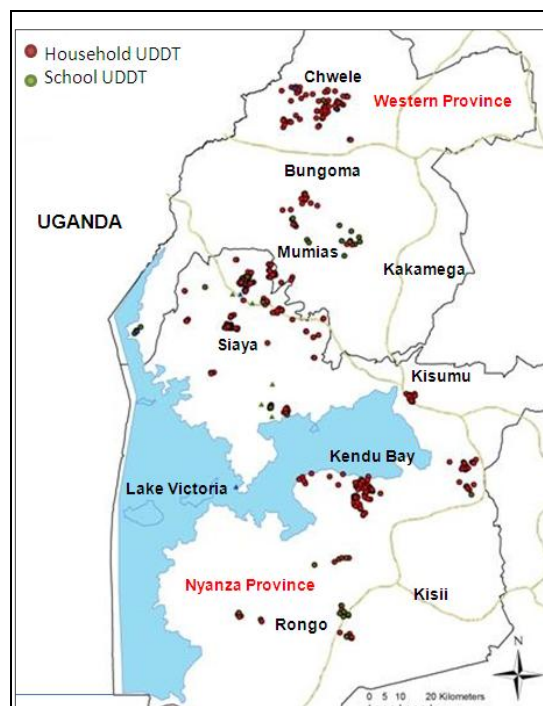 Household UDDT
School UDDT
Chwele
Western Province
Bungoma
UGANDA
Mumias
Kakamega
Siaya
Kisumu
Kendu Bay
Lake Victoria
Nyanza Province
Kisii
Rongo
N
0 5 10 20 Kilometers